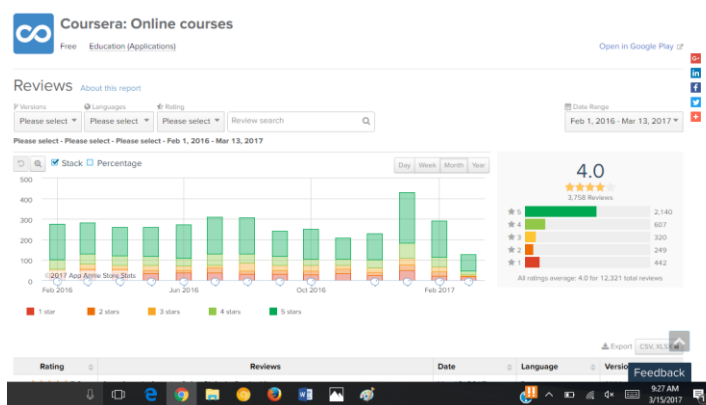 Coursera: Online courses
Free Education (Applications)
Open in Google Play
Reviews About this report
Versions Languages Rating
Please select Please select Please select Review search
Date Range
Feb 1, 2016 - Mar 13, 2017
Please select - Please select - Please select - Feb 1, 2016 - Mar 13, 2017
Stack Percentage
Day Week Month Year
500
400
300
200
100
0
©2017 App Annie Store Stats
Feb 2016 Jun 2016 Oct 2016 Feb 2017
1 star 2 stars 3 stars 4 stars 5 stars
4.0
3,758 Reviews
5 2,140
4 607
3 320
2 249
1 442
All ratings average: 4.0 for 12,321 total reviews
Export CSV, XLSX
Rating Reviews Date Language Versio
Feedback
9:27 AM
3/15/2017